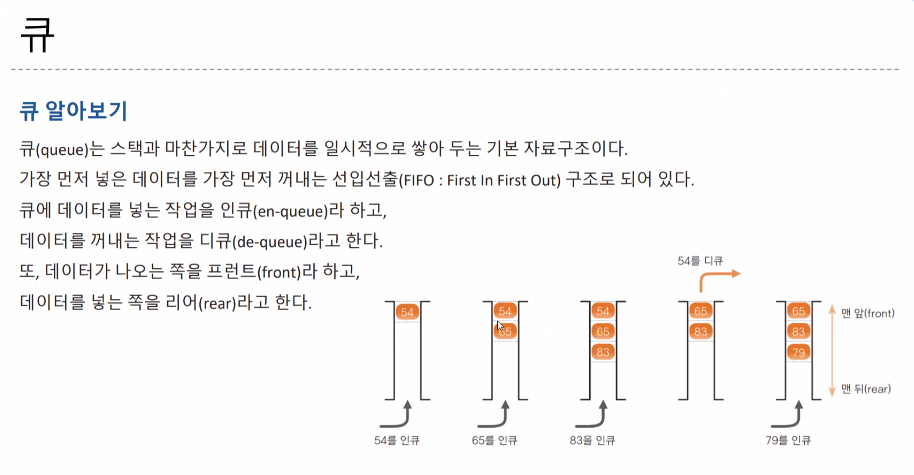 큐
큐 알아보기
큐(queue)는 스택과 마찬가지로 데이터를 일시적으로 쌓아 두는 기본 자료구조이다.
가장 먼저 넣은 데이터를 가장 먼저 꺼내는 선입선출(FIFO : First In First Out) 구조로 되어 있다.
큐에 데이터를 넣는 작업을 인큐(en-queue)라 하고,
데이터를 꺼내는 작업을 디큐(de-queue)라고 한다.
또, 데이터가 나오는 쪽을 프런트(front)라 하고,
데이터를 넣는 쪽을 리어(rear)라고 한다.
54를 디큐
54 54 54 65 65
65 65 83 83
83 79
맨 앞(front)
맨 뒤(rear)
54를 인큐 65를 인큐 83을 인큐 79를 인큐